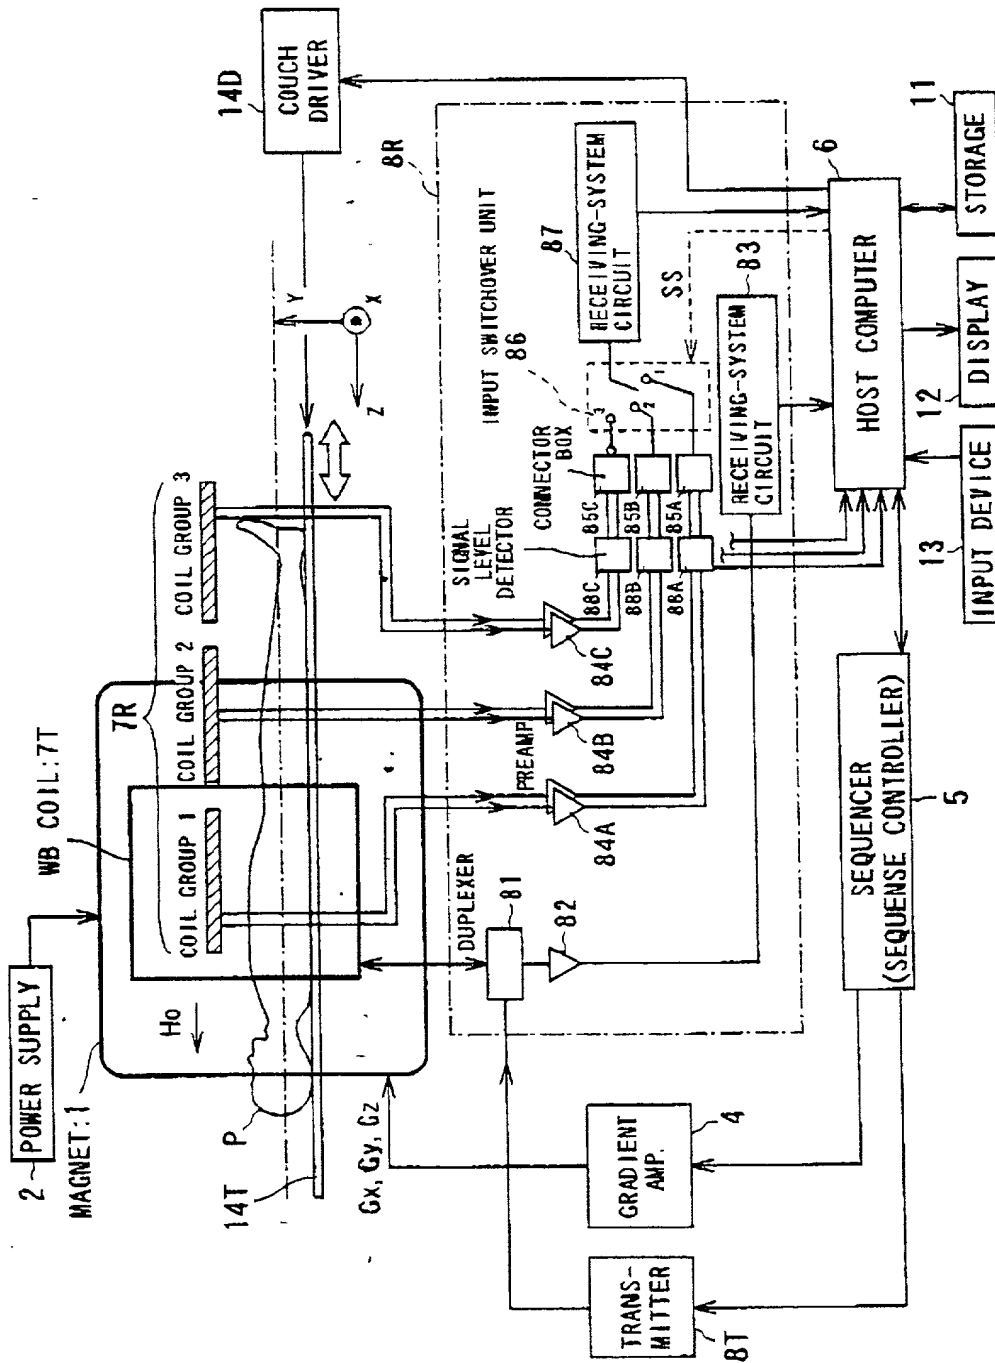 2
POWER SUPPLY
MAGNET:1
WB COIL:7T
7R
COIL GROUP 1
COIL GROUP 2
COIL GROUP 3
14D
COUCH
DRIVER
Ho
P
14T
Y
X
Z
Gx, Gy, Gz
DUPLEXER
81
82
PREAMP
84A
84B
84C
SIGNAL
LEVEL
DETECTOR
88C
88B
88A
CONNECTOR
BOX
85C
85B
85A
INPUT SWITCHOVER UNIT
86
3
2
1
8R
87
RECEIVING-SYSTEM
CIRCUIT
SS
83
RECEIVING-SYSTEM
CIRCUIT
TRANS-
MITTER
8T
GRADIENT
AMP.
4
SEQUENCER
(SEQUENSE CONTROLLER)
5
6
HOST COMPUTER
13
INPUT DEVICE
12
DISPLAY
11
STORAGE